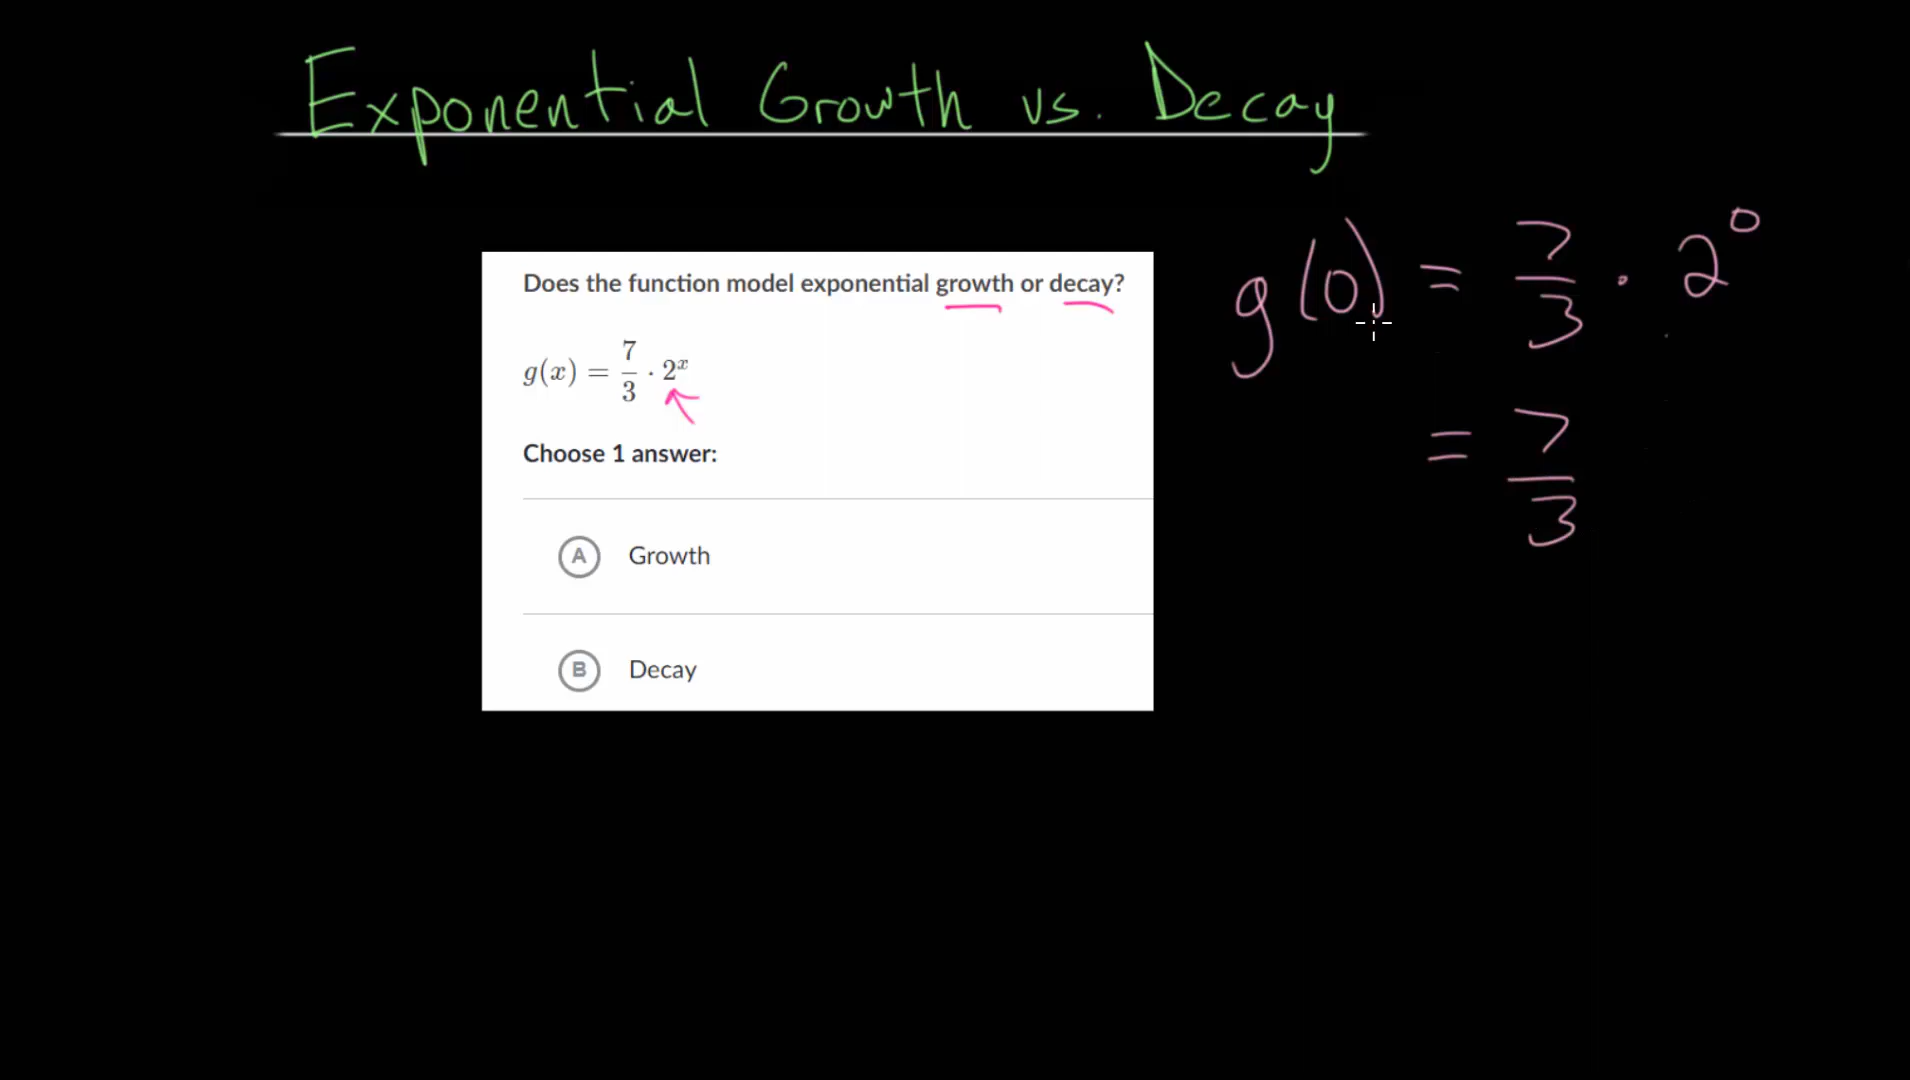 Exponential Growth vs. Decay
Does the function model exponential growth or decay?
g(x) = 7/3 · 2^x
Choose 1 answer:
A Growth
B Decay
g(0) = 7/3 · 2^0
= 7/3